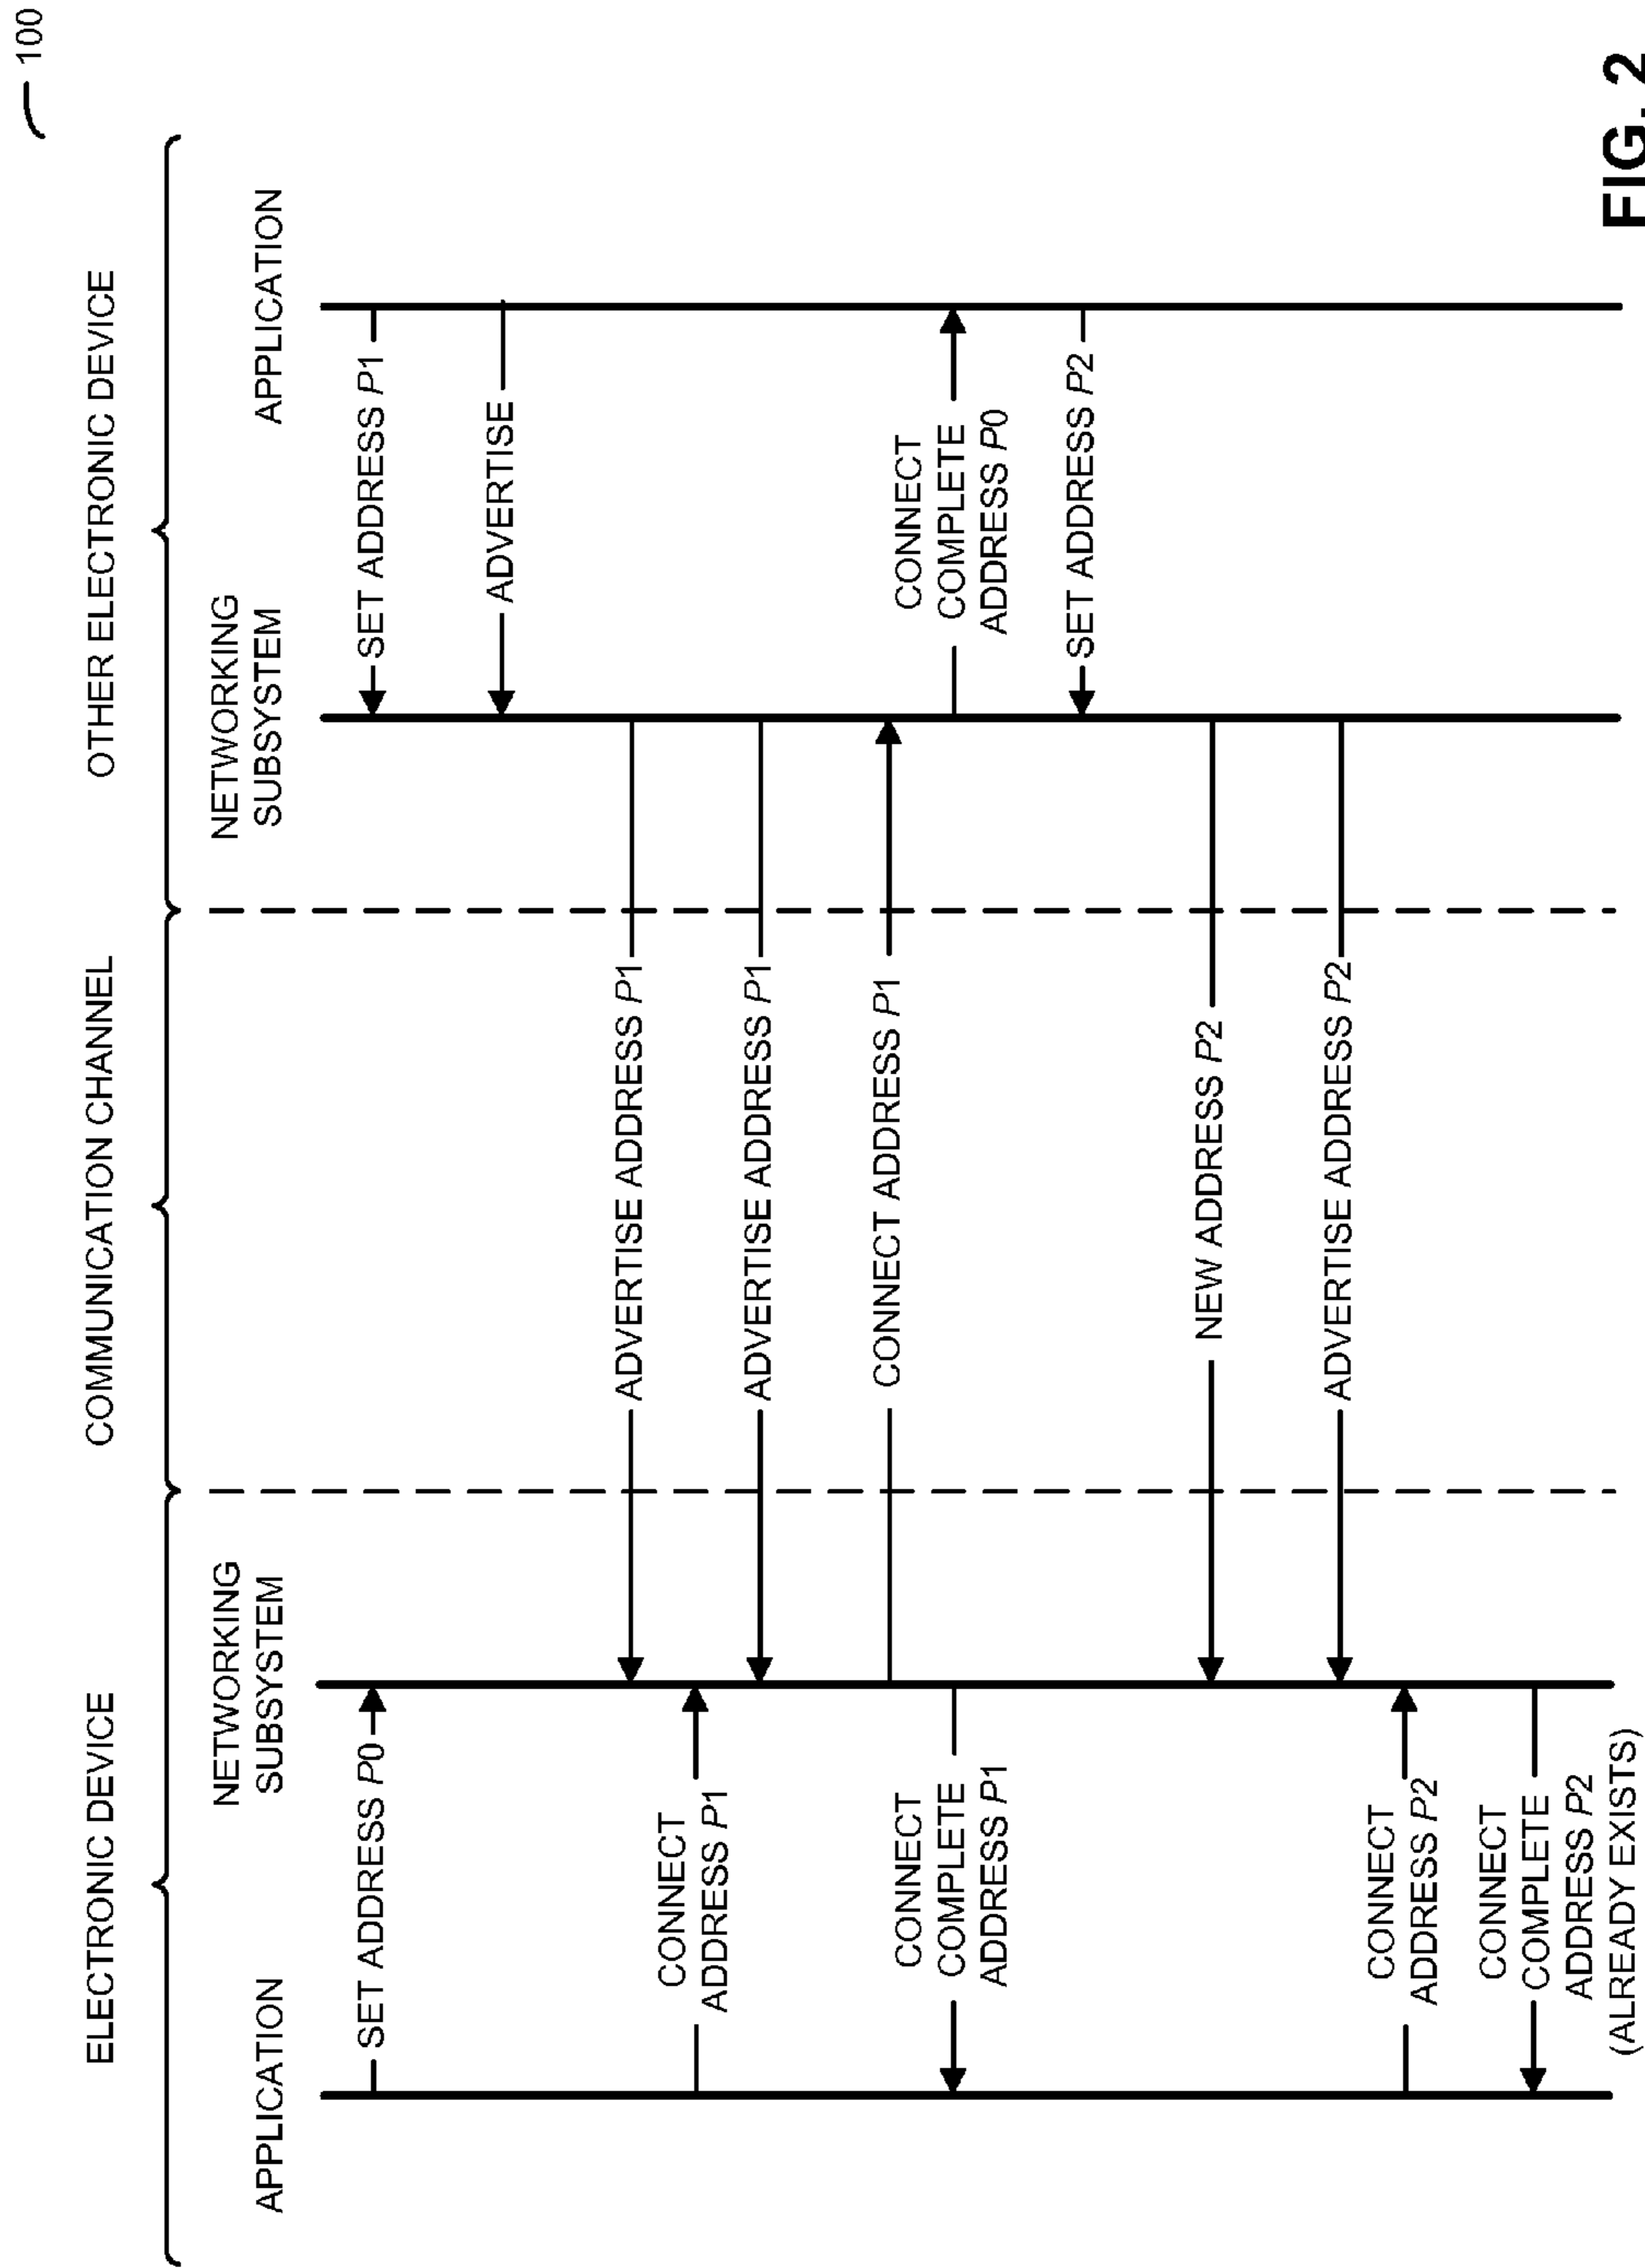 100
ELECTRONIC DEVICE
COMMUNICATION CHANNEL
OTHER ELECTRONIC DEVICE
APPLICATION
NETWORKING
SUBSYSTEM
NETWORKING
SUBSYSTEM
APPLICATION
SET ADDRESS P0
SET ADDRESS P1
ADVERTISE
ADVERTISE ADDRESS P1
CONNECT
ADDRESS P1
ADVERTISE ADDRESS P1
CONNECT ADDRESS P1
CONNECT
COMPLETE
ADDRESS P1
CONNECT
COMPLETE
ADDRESS P0
SET ADDRESS P2
NEW ADDRESS P2
ADVERTISE ADDRESS P2
CONNECT
ADDRESS P2
CONNECT
COMPLETE
ADDRESS P2
(ALREADY EXISTS)
FIG. 2